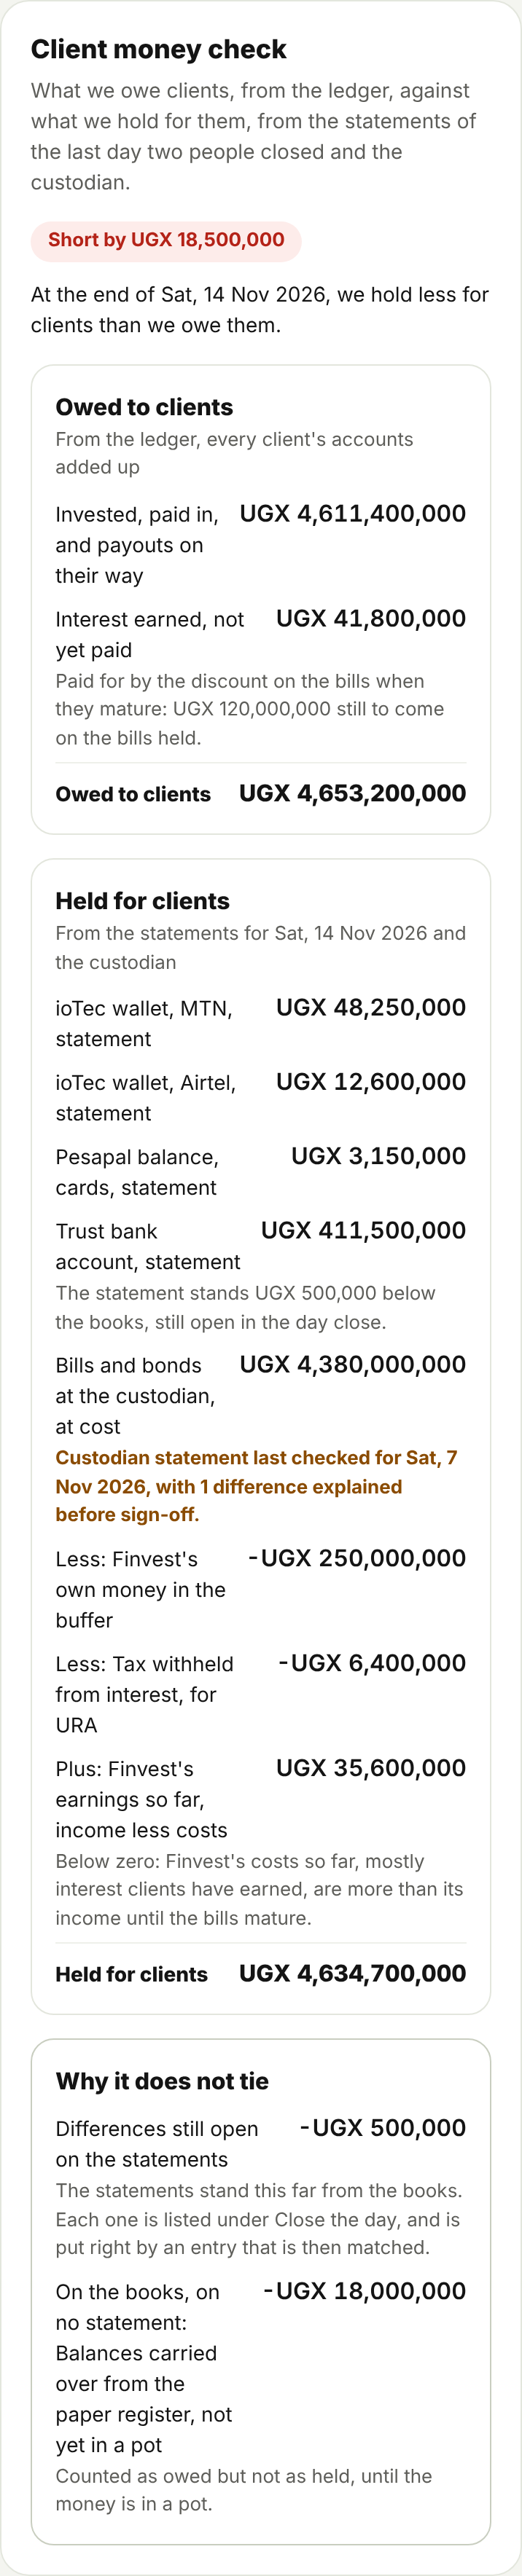 Client money check
What we owe clients, from the ledger, against
what we hold for them, from the statements of
the last day two people closed and the
custodian.
Short by UGX 18,500,000
At the end of Sat, 14 Nov 2026, we hold less for
clients than we owe them.
Owed to clients
From the ledger, every client's accounts
added up
Invested, paid in, UGX 4,611,400,000
and payouts on
their way
Interest earned, not UGX 41,800,000
yet paid
Paid for by the discount on the bills when
they mature: UGX 120,000,000 still to come
on the bills held.
Owed to clients UGX 4,653,200,000
Held for clients
From the statements for Sat, 14 Nov 2026 and
the custodian
ioTec wallet, MTN, UGX 48,250,000
statement
ioTec wallet, Airtel, UGX 12,600,000
statement
Pesapal balance, UGX 3,150,000
cards, statement
Trust bank UGX 411,500,000
account, statement
The statement stands UGX 500,000 below
the books, still open in the day close.
Bills and bonds UGX 4,380,000,000
at the custodian,
at cost
Custodian statement last checked for Sat, 7
Nov 2026, with 1 difference explained
before sign-off.
Less: Finvest's -UGX 250,000,000
own money in the
buffer
Less: Tax withheld -UGX 6,400,000
from interest, for
URA
Plus: Finvest's UGX 35,600,000
earnings so far,
income less costs
Below zero: Finvest's costs so far, mostly
interest clients have earned, are more than its
income until the bills mature.
Held for clients UGX 4,634,700,000
Why it does not tie
Differences still open -UGX 500,000
on the statements
The statements stand this far from the books.
Each one is listed under Close the day, and is
put right by an entry that is then matched.
On the books, on -UGX 18,000,000
no statement:
Balances carried
over from the
paper register, not
yet in a pot
Counted as owed but not as held, until the
money is in a pot.